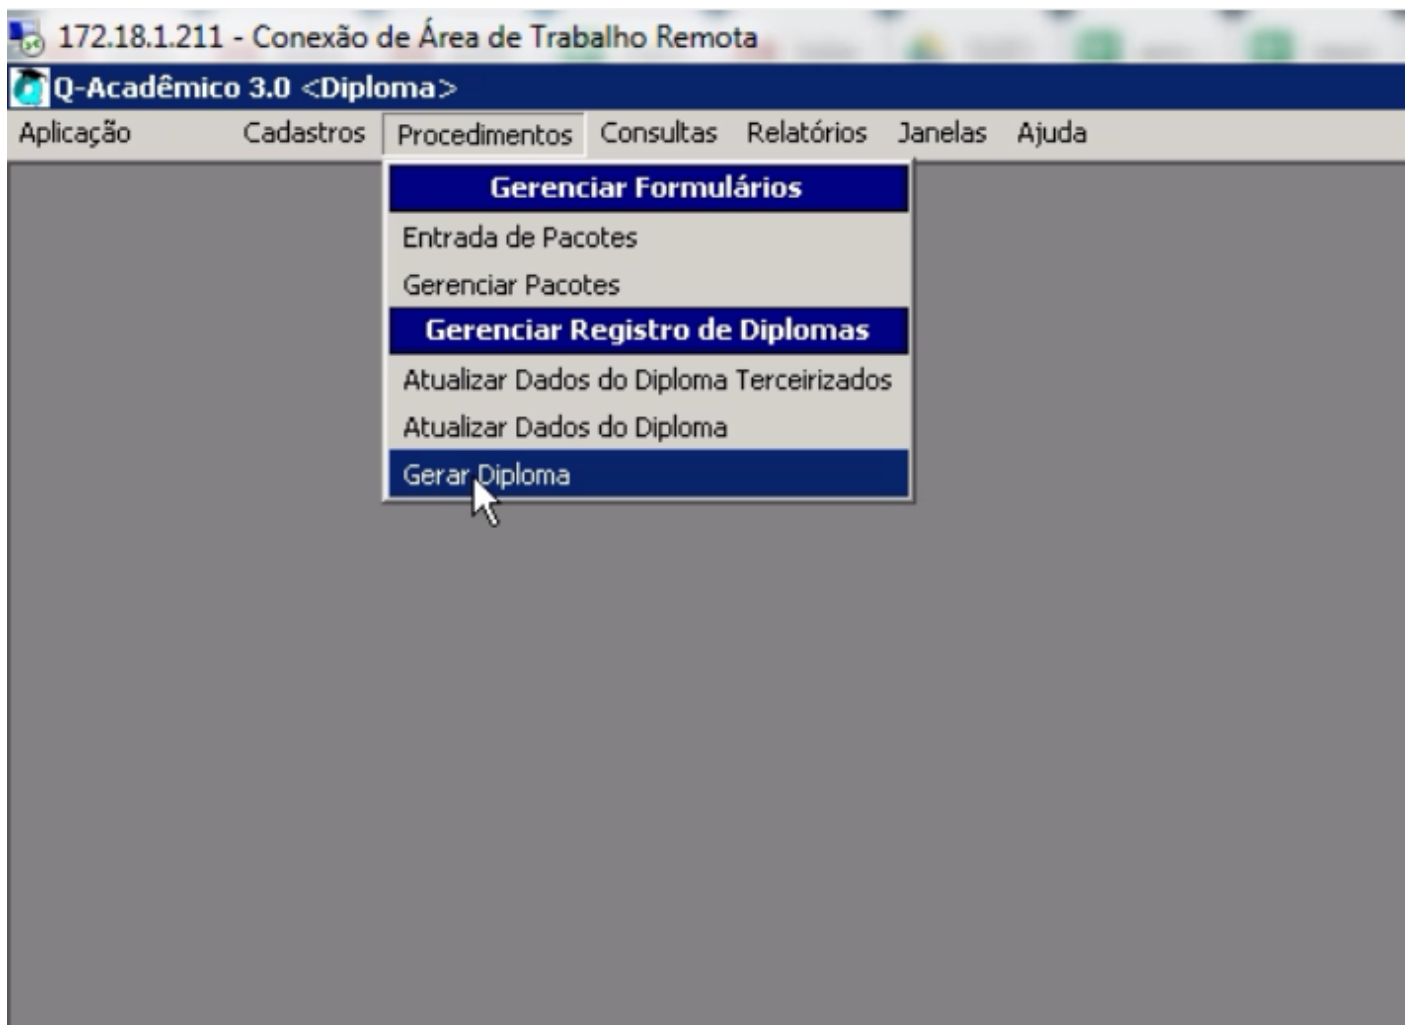 172.18.1.211 - Conexão de Área de Trabalho Remota
Q-Acadêmico 3.0 <Diploma>
Aplicação Cadastros Procedimentos Consultas Relatórios Janelas Ajuda
Gerenciar Formulários
Entrada de Pacotes
Gerenciar Pacotes
Gerenciar Registro de Diplomas
Atualizar Dados do Diploma Terceirizados
Atualizar Dados do Diploma
Gerar Diploma